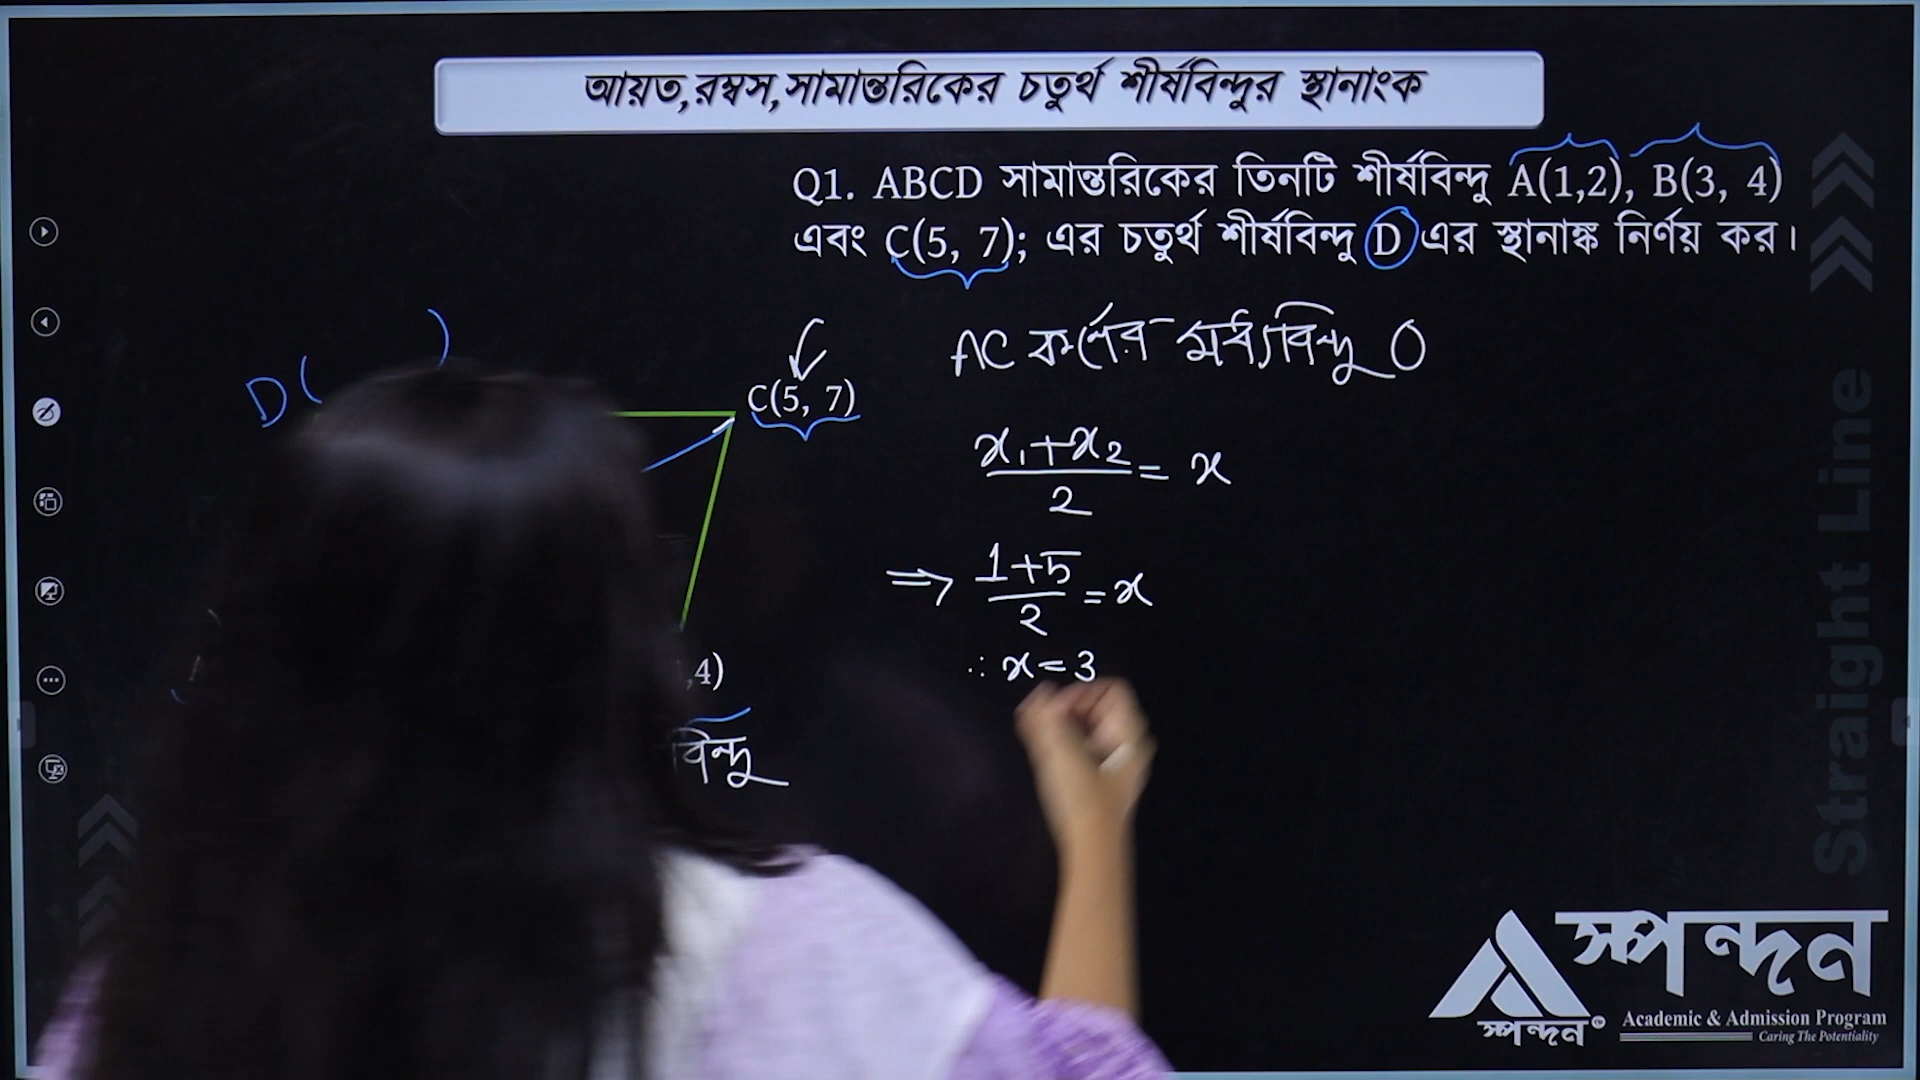 আয়ত,রম্বস,সামান্তরিকের চতুর্থ শীর্ষবিন্দুর স্থানাংক
Q1. ABCD সামান্তরিকের তিনটি শীর্ষবিন্দু A(1,2), B(3, 4)
এবং C(5, 7); এর চতুর্থ শীর্ষবিন্দু D এর স্থানাঙ্ক নির্ণয় কর।
D( )
C(5, 7)
,4)
বিন্দু
AC কর্ণের মধ্যবিন্দু O
x₁+x₂/2 = x
⇒ 1+5/2 = x
∴ x = 3
Straight Line
স্পন্দন
স্পন্দন
Academic & Admission Program
Caring The Potentiality